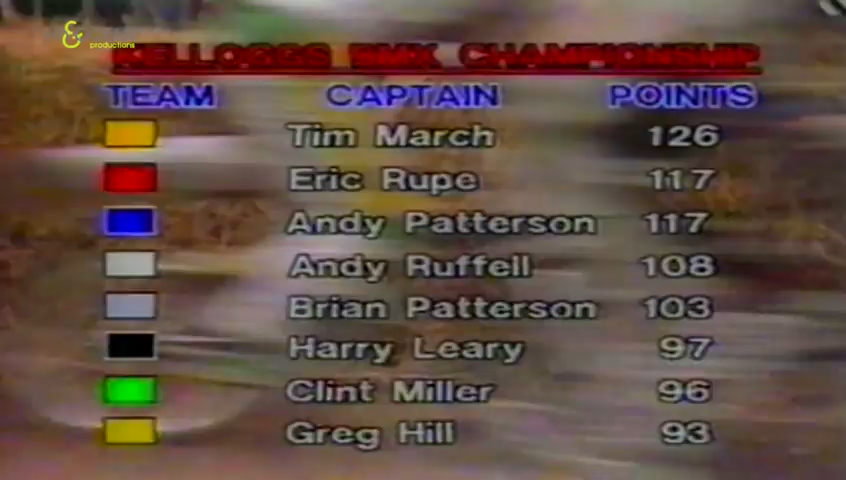 & productions
KELLOGGS BMX CHAMPIONSHIP
TEAM CAPTAIN POINTS
Tim March 126
Eric Rupe 117
Andy Patterson 117
Andy Ruffell 108
Brian Patterson 103
Harry Leary 97
Clint Miller 96
Greg Hill 93